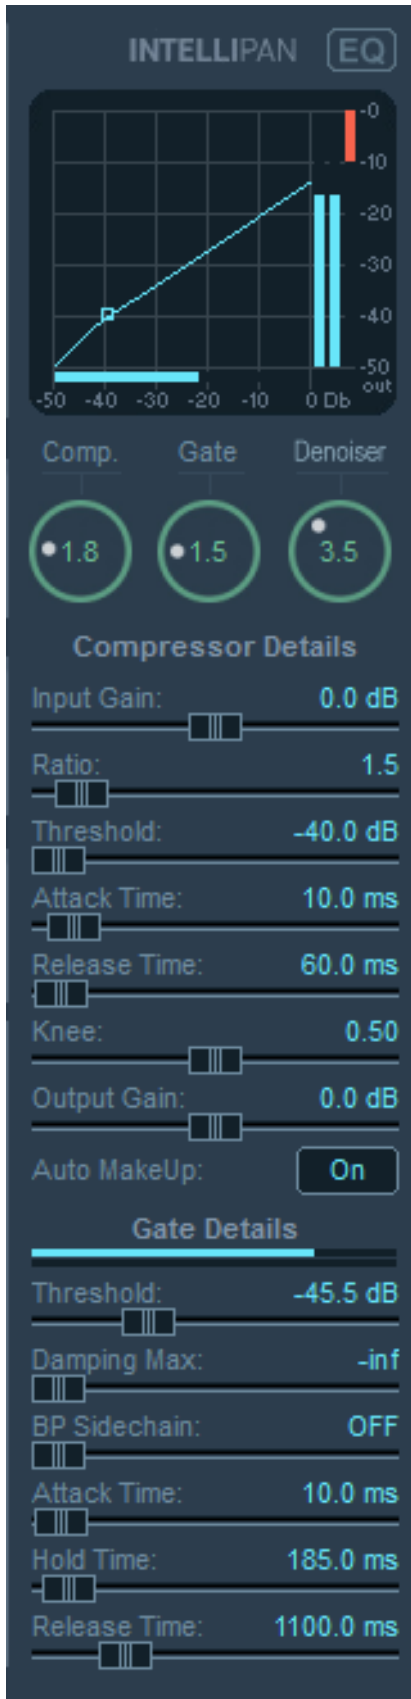 INTELLIPAN EQ
-0
-10
-20
-30
-40
-50
out
-50 -40 -30 -20 -10 0 Db
Comp. Gate Denoiser
1.8 1.5 3.5
Compressor Details
Input Gain: 0.0 dB
Ratio: 1.5
Threshold: -40.0 dB
Attack Time: 10.0 ms
Release Time: 60.0 ms
Knee: 0.50
Output Gain: 0.0 dB
Auto MakeUp: On
Gate Details
Threshold: -45.5 dB
Damping Max: -inf
BP Sidechain: OFF
Attack Time: 10.0 ms
Hold Time: 185.0 ms
Release Time: 1100.0 ms